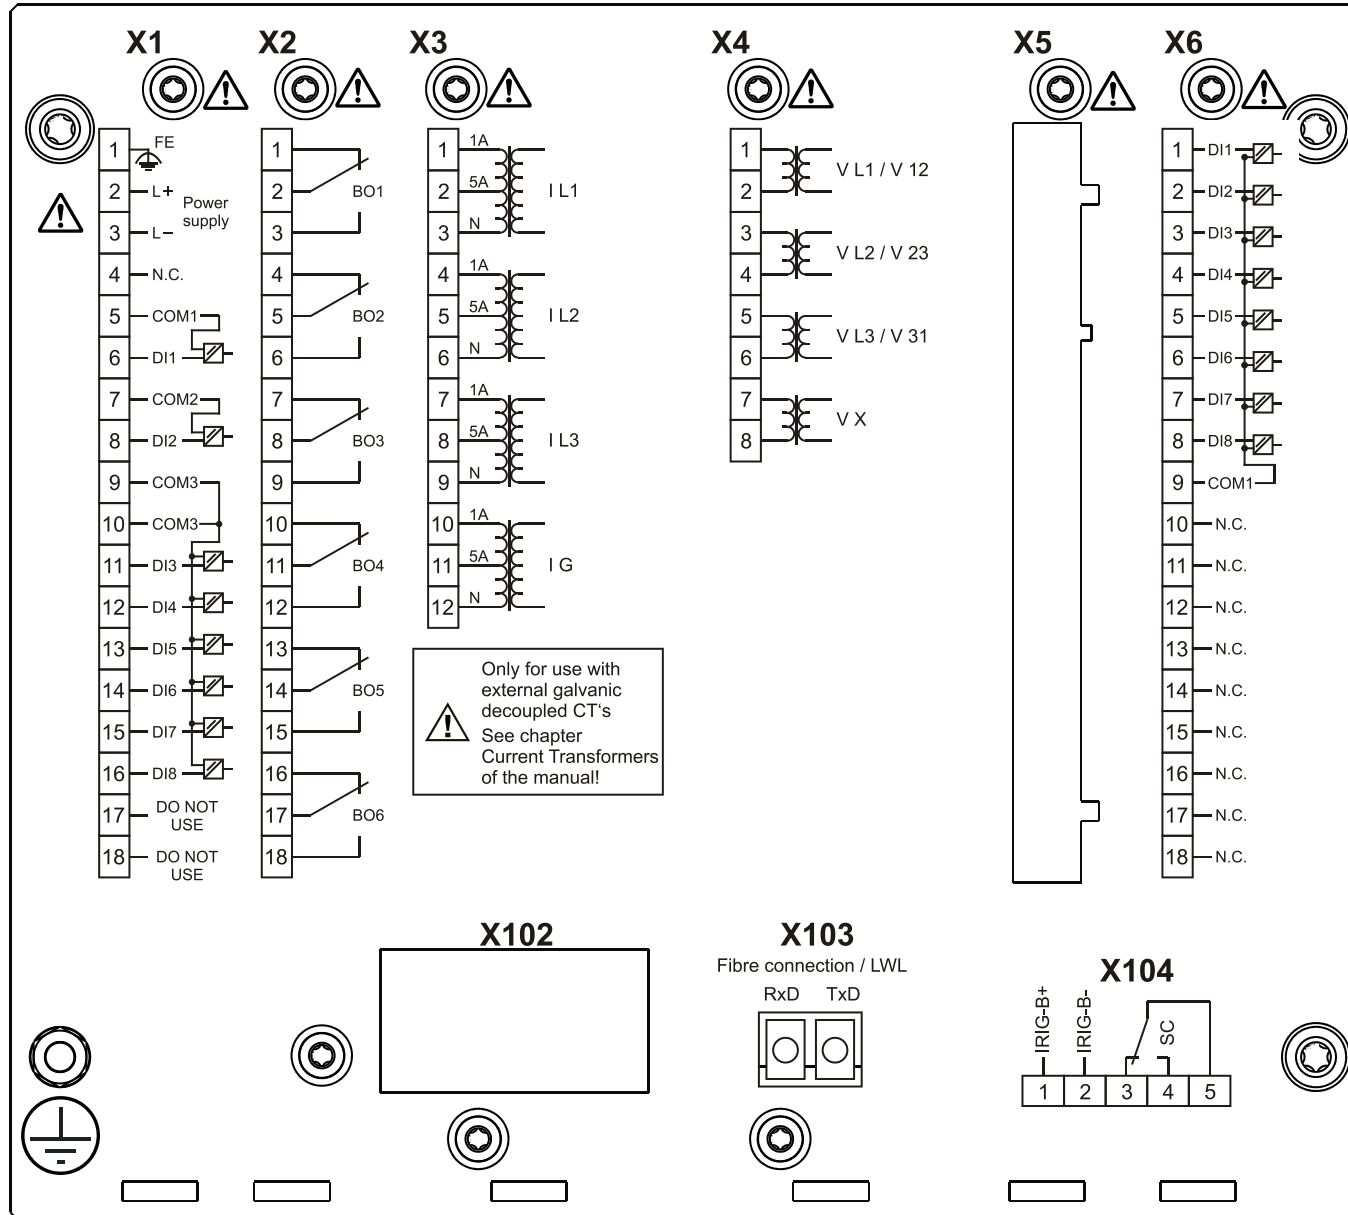 X1
X2
X3
X4
X5
X6
1 FE
2 L+
Power
supply
3 L−
4 N.C.
5 COM1
6 DI1
7 COM2
8 DI2
9 COM3
10 COM3
11 DI3
12 DI4
13 DI5
14 DI6
15 DI7
16 DI8
17 DO NOT
USE
18 DO NOT
USE
1
2 BO1
3
4
5 BO2
6
7
8 BO3
9
10
11 BO4
12
13
14 BO5
15
16
17 BO6
18
1 1A
2 5A I L1
3 N
4 1A
5 5A I L2
6 N
7 1A
8 5A I L3
9 N
10 1A
11 5A I G
12 N
Only for use with
external galvanic
decoupled CT‘s
See chapter
Current Transformers
of the manual!
1
V L1 / V 12
2
3
V L2 / V 23
4
5
V L3 / V 31
6
7
V X
8
1 DI1
2 DI2
3 DI3
4 DI4
5 DI5
6 DI6
7 DI7
8 DI8
9 COM1
10 N.C.
11 N.C.
12 N.C.
13 N.C.
14 N.C.
15 N.C.
16 N.C.
17 N.C.
18 N.C.
X102
X103
Fibre connection / LWL
RxD TxD
X104
IRIG-B+
IRIG-B-
SC
1 2 3 4 5